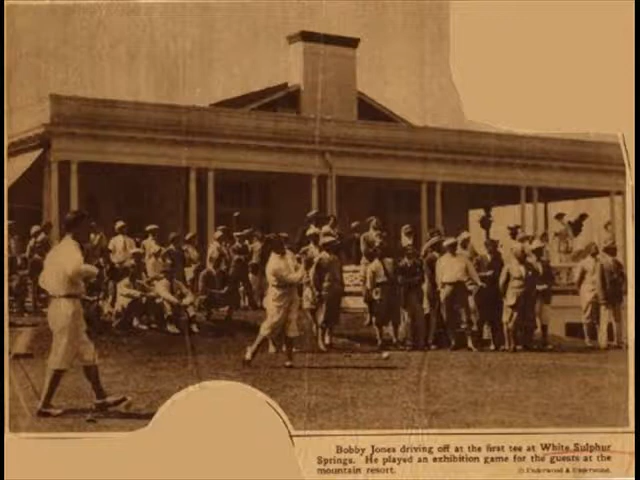 Bobby Jones driving off at the first tee at White Sulphur
Springs. He played an exhibition game for the guests at the
mountain resort.
© Underwood & Underwood.